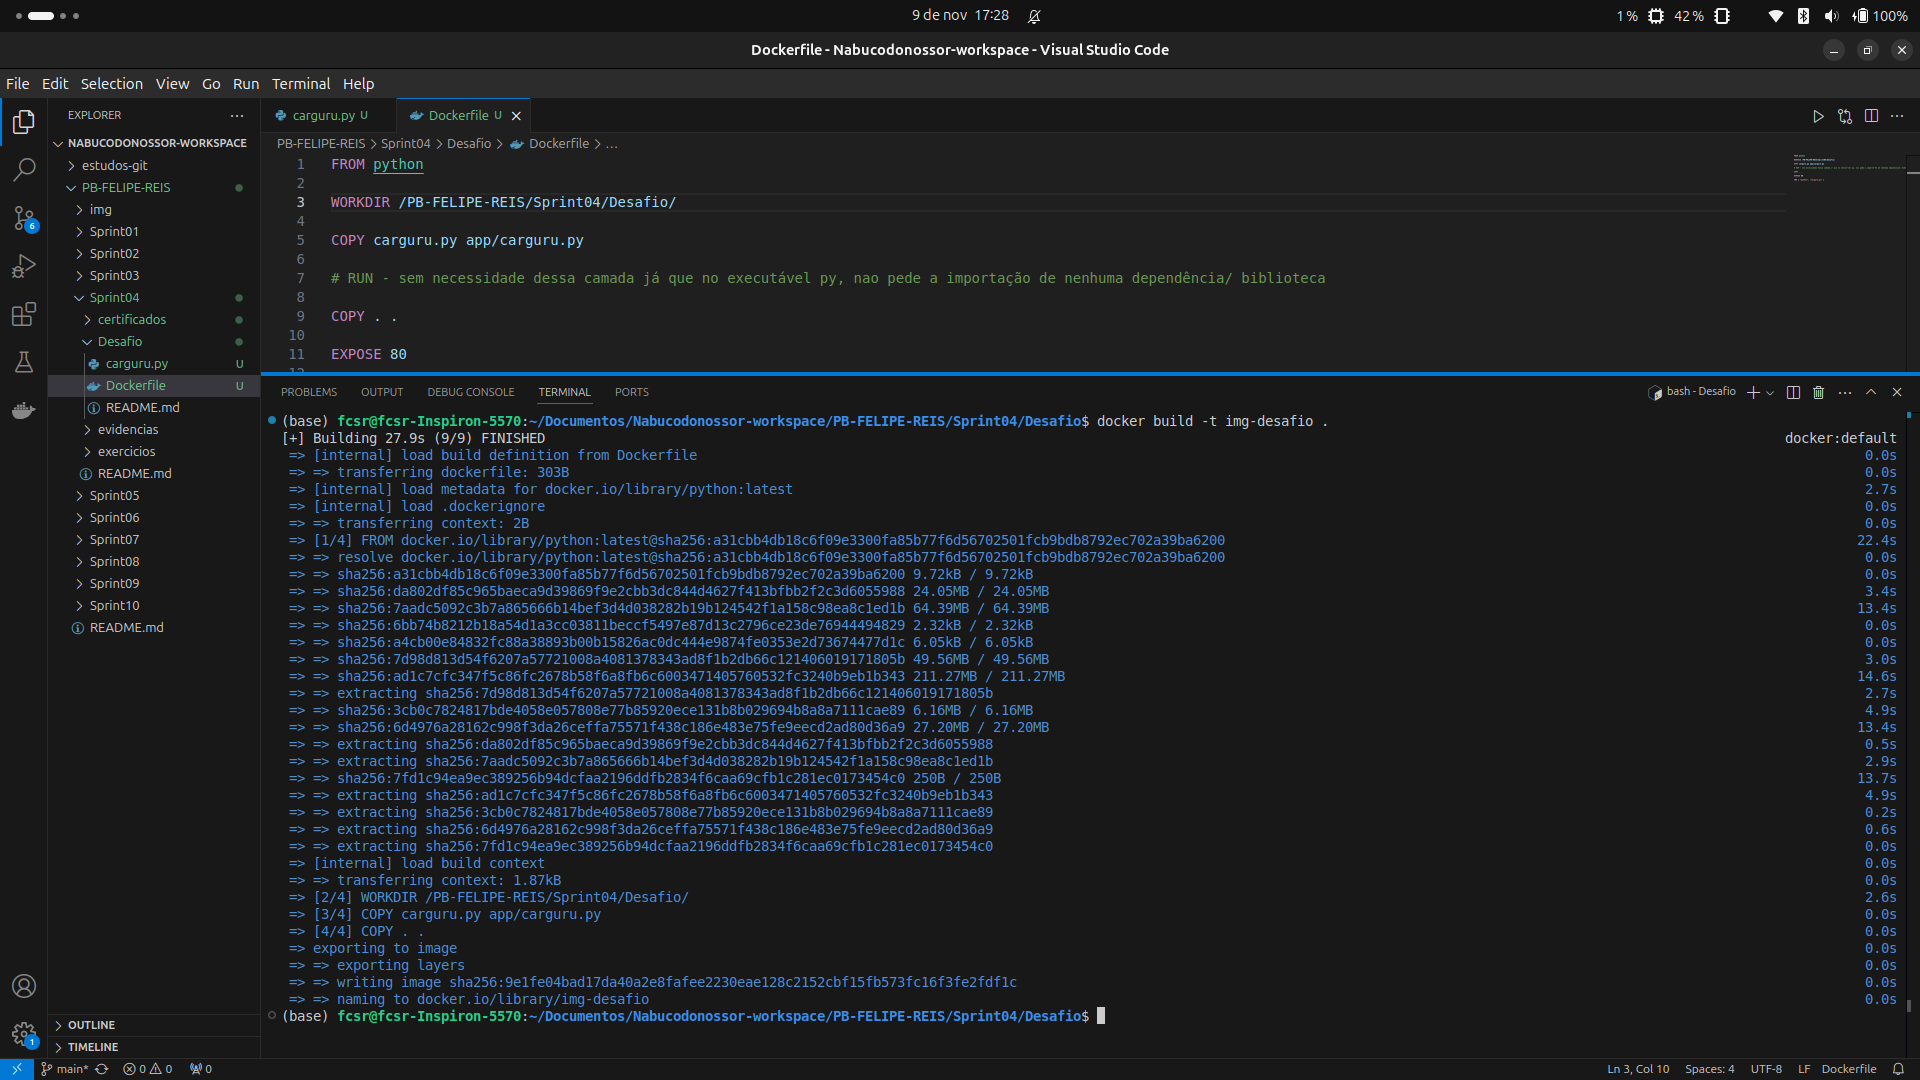 9 de nov 17:28
1 % 42 % 100%
Dockerfile - Nabucodonossor-workspace - Visual Studio Code
File Edit Selection View Go Run Terminal Help
EXPLORER
NABUCODONOSSOR-WORKSPACE
estudos-git
PB-FELIPE-REIS
img
Sprint01
Sprint02
Sprint03
Sprint04
certificados
Desafio
carguru.py U
Dockerfile U
README.md
evidencias
exercicios
README.md
Sprint05
Sprint06
Sprint07
Sprint08
Sprint09
Sprint10
README.md
OUTLINE
TIMELINE
6
1
carguru.py U
Dockerfile U
PB-FELIPE-REIS > Sprint04 > Desafio > Dockerfile > ...
1 FROM python
2
3 WORKDIR /PB-FELIPE-REIS/Sprint04/Desafio/
4
5 COPY carguru.py app/carguru.py
6
7 # RUN - sem necessidade dessa camada já que no executável py, nao pede a importação de nenhuma dependência/ biblioteca
8
9 COPY . .
10
11 EXPOSE 80
PROBLEMS OUTPUT DEBUG CONSOLE TERMINAL PORTS
bash - Desafio
(base) fcsr@fcsr-Inspiron-5570:~/Documentos/Nabucodonossor-workspace/PB-FELIPE-REIS/Sprint04/Desafio$ docker build -t img-desafio .
[+] Building 27.9s (9/9) FINISHED docker:default
=> [internal] load build definition from Dockerfile 0.0s
=> => transferring dockerfile: 303B 0.0s
=> [internal] load metadata for docker.io/library/python:latest 2.7s
=> [internal] load .dockerignore 0.0s
=> => transferring context: 2B 0.0s
=> [1/4] FROM docker.io/library/python:latest@sha256:a31cbb4db18c6f09e3300fa85b77f6d56702501fcb9bdb8792ec702a39ba6200 22.4s
=> => resolve docker.io/library/python:latest@sha256:a31cbb4db18c6f09e3300fa85b77f6d56702501fcb9bdb8792ec702a39ba6200 0.0s
=> => sha256:a31cbb4db18c6f09e3300fa85b77f6d56702501fcb9bdb8792ec702a39ba6200 9.72kB / 9.72kB 0.0s
=> => sha256:da802df85c965baeca9d39869f9e2cbb3dc844d4627f413bfbb2f2c3d6055988 24.05MB / 24.05MB 3.4s
=> => sha256:7aadc5092c3b7a865666b14bef3d4d038282b19b124542f1a158c98ea8c1ed1b 64.39MB / 64.39MB 13.4s
=> => sha256:6bb74b8212b18a54d1a3cc03811beccf5497e87d13c2796ce23de76944494829 2.32kB / 2.32kB 0.0s
=> => sha256:a4cb00e84832fc88a38893b00b15826ac0dc444e9874fe0353e2d73674477d1c 6.05kB / 6.05kB 0.0s
=> => sha256:7d98d813d54f6207a57721008a4081378343ad8f1b2db66c121406019171805b 49.56MB / 49.56MB 3.0s
=> => sha256:ad1c7cfc347f5c86fc2678b58f6a8fb6c6003471405760532fc3240b9eb1b343 211.27MB / 211.27MB 14.6s
=> => extracting sha256:7d98d813d54f6207a57721008a4081378343ad8f1b2db66c121406019171805b 2.7s
=> => sha256:3cb0c7824817bde4058e057808e77b85920ece131b8b029694b8a8a7111cae89 6.16MB / 6.16MB 4.9s
=> => sha256:6d4976a28162c998f3da26ceffa75571f438c186e483e75fe9eecd2ad80d36a9 27.20MB / 27.20MB 13.4s
=> => extracting sha256:da802df85c965baeca9d39869f9e2cbb3dc844d4627f413bfbb2f2c3d6055988 0.5s
=> => extracting sha256:7aadc5092c3b7a865666b14bef3d4d038282b19b124542f1a158c98ea8c1ed1b 2.9s
=> => sha256:7fd1c94ea9ec389256b94dcfaa2196ddfb2834f6caa69cfb1c281ec0173454c0 250B / 250B 13.7s
=> => extracting sha256:ad1c7cfc347f5c86fc2678b58f6a8fb6c6003471405760532fc3240b9eb1b343 4.9s
=> => extracting sha256:3cb0c7824817bde4058e057808e77b85920ece131b8b029694b8a8a7111cae89 0.2s
=> => extracting sha256:6d4976a28162c998f3da26ceffa75571f438c186e483e75fe9eecd2ad80d36a9 0.6s
=> => extracting sha256:7fd1c94ea9ec389256b94dcfaa2196ddfb2834f6caa69cfb1c281ec0173454c0 0.0s
=> [internal] load build context 0.0s
=> => transferring context: 1.87kB 0.0s
=> [2/4] WORKDIR /PB-FELIPE-REIS/Sprint04/Desafio/ 2.6s
=> [3/4] COPY carguru.py app/carguru.py 0.0s
=> [4/4] COPY . . 0.0s
=> exporting to image 0.0s
=> => exporting layers 0.0s
=> => writing image sha256:9e1fe04bad17da40a2e8fafee2230eae128c2152cbf15fb573fc16f3fe2fdf1c 0.0s
=> => naming to docker.io/library/img-desafio 0.0s
(base) fcsr@fcsr-Inspiron-5570:~/Documentos/Nabucodonossor-workspace/PB-FELIPE-REIS/Sprint04/Desafio$
main* 0 0 0 Ln 3, Col 10 Spaces: 4 UTF-8 LF Dockerfile